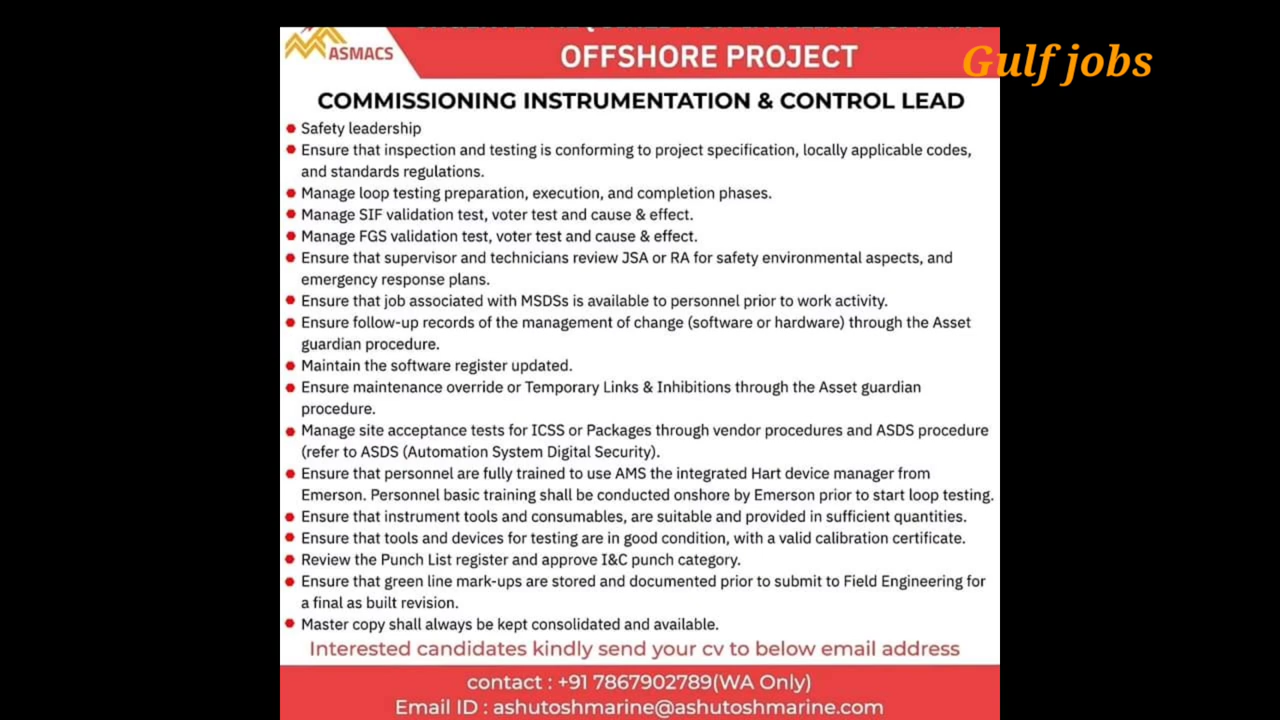 ASMACS
OFFSHORE PROJECT
Gulf jobs
COMMISSIONING INSTRUMENTATION & CONTROL LEAD
Safety leadership
Ensure that inspection and testing is conforming to project specification, locally applicable codes,
and standards regulations.
Manage loop testing preparation, execution, and completion phases.
Manage SIF validation test, voter test and cause & effect.
Manage FGS validation test, voter test and cause & effect.
Ensure that supervisor and technicians review JSA or RA for safety environmental aspects, and
emergency response plans.
Ensure that job associated with MSDSs is available to personnel prior to work activity.
Ensure follow-up records of the management of change (software or hardware) through the Asset
guardian procedure.
Maintain the software register updated.
Ensure maintenance override or Temporary Links & Inhibitions through the Asset guardian
procedure.
Manage site acceptance tests for ICSS or Packages through vendor procedures and ASDS procedure
(refer to ASDS (Automation System Digital Security).
Ensure that personnel are fully trained to use AMS the integrated Hart device manager from
Emerson. Personnel basic training shall be conducted onshore by Emerson prior to start loop testing.
Ensure that instrument tools and consumables, are suitable and provided in sufficient quantities.
Ensure that tools and devices for testing are in good condition, with a valid calibration certificate.
Review the Punch List register and approve I&C punch category.
Ensure that green line mark-ups are stored and documented prior to submit to Field Engineering for
a final as built revision.
Master copy shall always be kept consolidated and available.
Interested candidates kindly send your cv to below email address
contact : +91 7867902789(WA Only)
Email ID : ashutoshmarine@ashutoshmarine.com